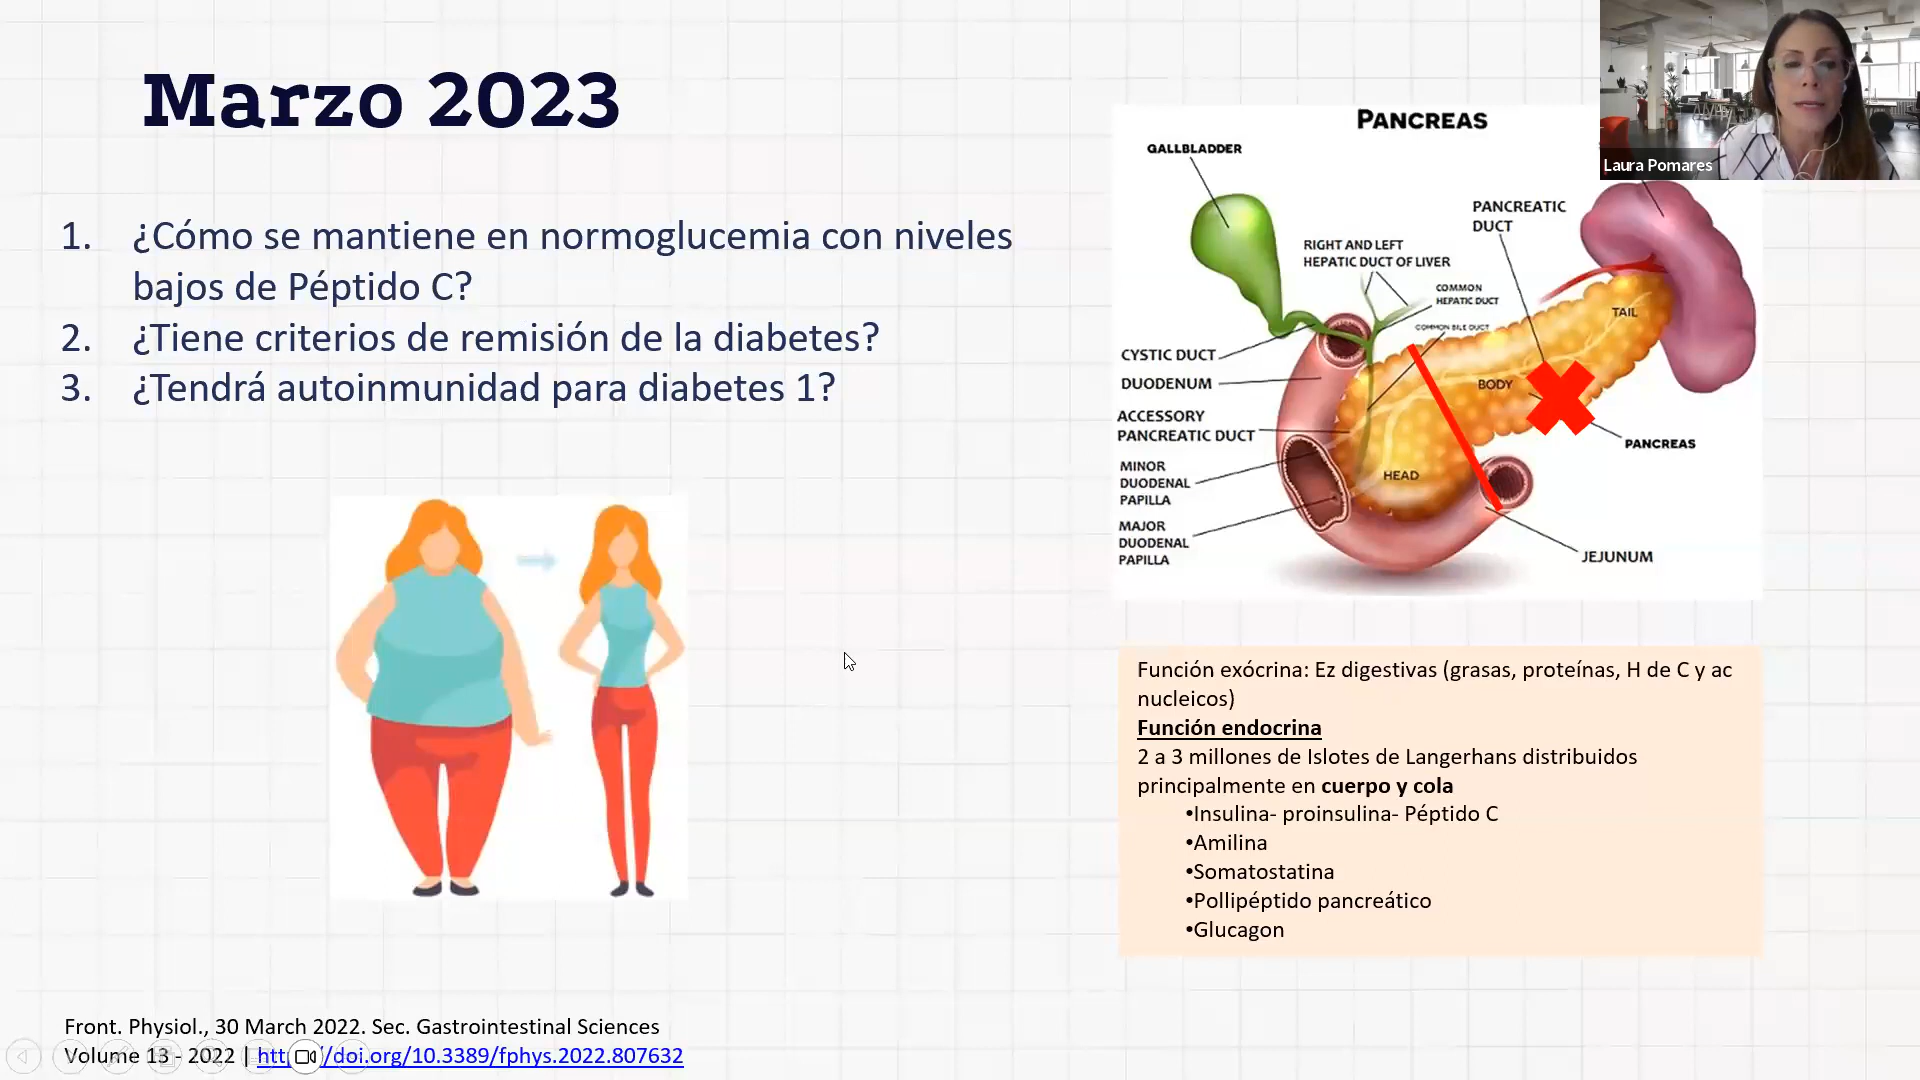 Marzo 2023
1. ¿Cómo se mantiene en normoglucemia con niveles
bajos de Péptido C?
2. ¿Tiene criterios de remisión de la diabetes?
3. ¿Tendrá autoinmunidad para diabetes 1?
Laura Pomares
PANCREAS
GALLBLADDER
PANCREATIC
DUCT
RIGHT AND LEFT
HEPATIC DUCT OF LIVER
COMMON
HEPATIC DUCT
COMMON BILE DUCT
TAIL
CYSTIC DUCT
DUODENUM
BODY
ACCESSORY
PANCREATIC DUCT
PANCREAS
MINOR
DUODENAL
PAPILLA
HEAD
MAJOR
DUODENAL
PAPILLA
JEJUNUM
Función exócrina: Ez digestivas (grasas, proteínas, H de C y ac
nucleicos)
Función endocrina
2 a 3 millones de Islotes de Langerhans distribuidos
principalmente en cuerpo y cola
•Insulina- proinsulina- Péptido C
•Amilina
•Somatostatina
•Pollipéptido pancreático
•Glucagon
Front. Physiol., 30 March 2022. Sec. Gastrointestinal Sciences
Volume 13 - 2022 | //doi.org/10.3389/fphys.2022.807632